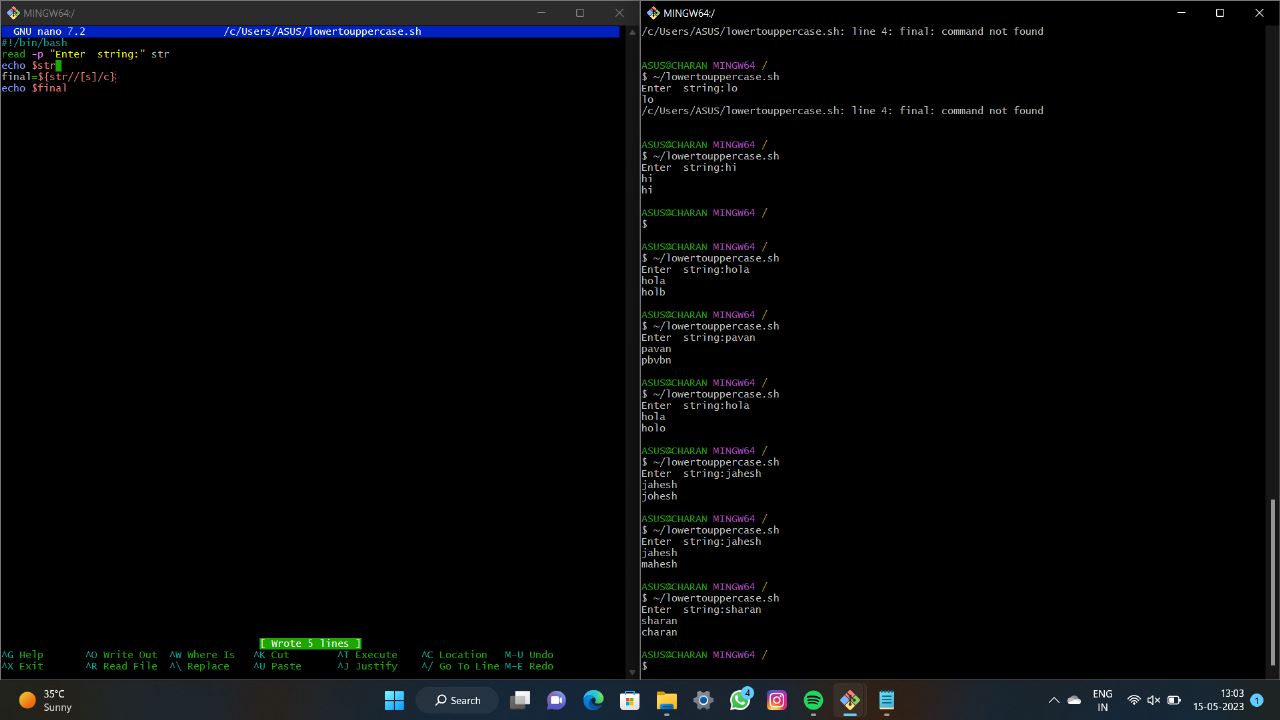 MINGW64:/
GNU nano 7.2 /c/Users/ASUS/lowertouppercase.sh
#!/bin/bash
read -p "Enter  string:" str
echo $str
final=${str//[s]/c}
echo $final
[ Wrote 5 lines ]
^G Help ^O Write Out ^W Where Is ^K Cut ^T Execute ^C Location M-U Undo
^X Exit ^R Read File ^\ Replace ^U Paste ^J Justify ^/ Go To Line M-E Redo
MINGW64:/
/c/Users/ASUS/lowertouppercase.sh: line 4: final: command not found
ASUS@CHARAN MINGW64 /
$ ~/lowertouppercase.sh
Enter  string:lo
lo
/c/Users/ASUS/lowertouppercase.sh: line 4: final: command not found
ASUS@CHARAN MINGW64 /
$ ~/lowertouppercase.sh
Enter  string:hi
hi
hi
ASUS@CHARAN MINGW64 /
$
ASUS@CHARAN MINGW64 /
$ ~/lowertouppercase.sh
Enter  string:hola
hola
holb
ASUS@CHARAN MINGW64 /
$ ~/lowertouppercase.sh
Enter  string:pavan
pavan
pbvbn
ASUS@CHARAN MINGW64 /
$ ~/lowertouppercase.sh
Enter  string:hola
hola
holo
ASUS@CHARAN MINGW64 /
$ ~/lowertouppercase.sh
Enter  string:jahesh
jahesh
johesh
ASUS@CHARAN MINGW64 /
$ ~/lowertouppercase.sh
Enter  string:jahesh
jahesh
mahesh
ASUS@CHARAN MINGW64 /
$ ~/lowertouppercase.sh
Enter  string:sharan
sharan
charan
ASUS@CHARAN MINGW64 /
$
35°C
Sunny
Search
4
ENG
IN
13:03
15-05-2023
1